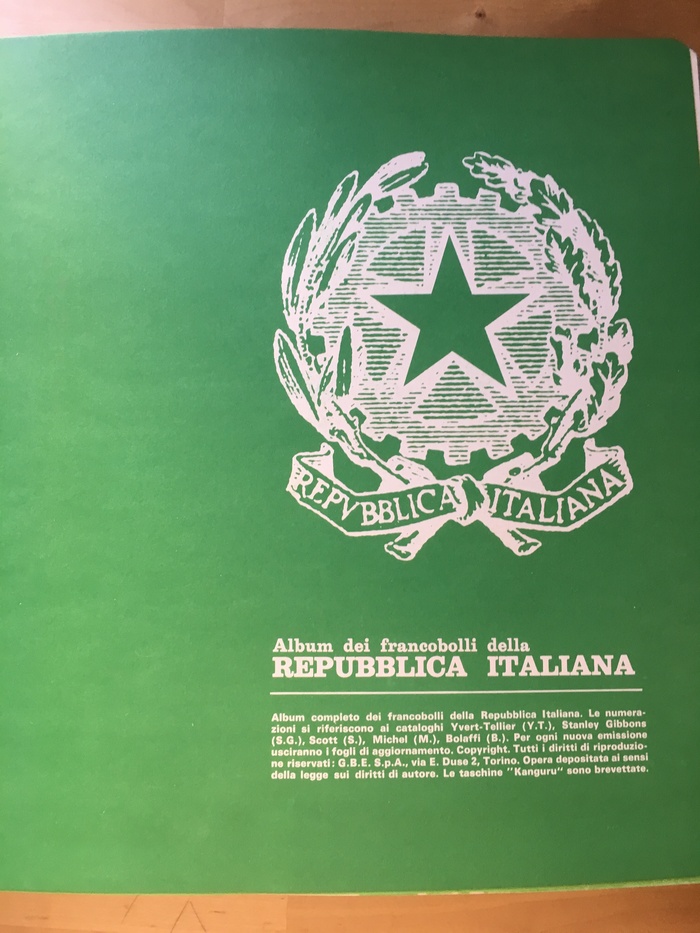 REPVBBLICA ITALIANA
Album dei francobolli della
REPUBBLICA ITALIANA
Album completo dei francobolli della Repubblica Italiana. Le numera-
zioni si riferiscono ai cataloghi Yvert-Tellier (Y.T.), Stanley Gibbons
(S.G.), Scott (S.), Michel (M.), Bolaffi (B.). Per ogni nuova emissione
usciranno i fogli di aggiornamento. Copyright. Tutti i diritti di riproduzio-
ne riservati: G.B.E. S.p.A., via E. Duse 2, Torino. Opera depositata ai sensi
della legge sui diritti di autore. Le taschine "Kanguru" sono brevettate.